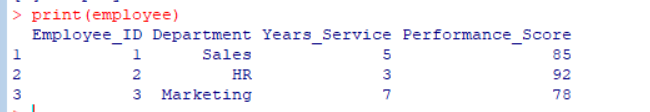 > print(employee)
  Employee_ID Department Years_Service Performance_Score
1           1      Sales             5                85
2           2         HR             3                92
3           3  Marketing             7                78
>